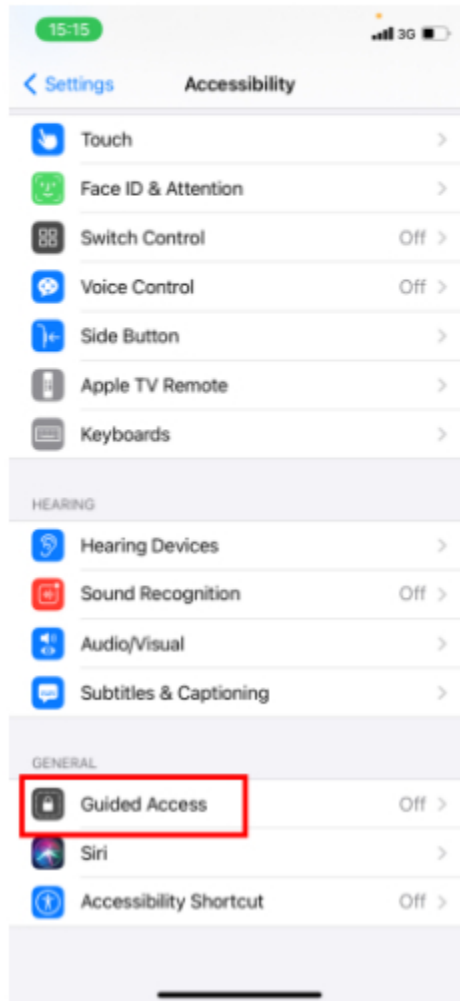 15:15
3G
Settings
Accessibility
Touch
Face ID & Attention
Switch Control Off
Voice Control Off
Side Button
Apple TV Remote
Keyboards
HEARING
Hearing Devices
Sound Recognition Off
Audio/Visual
Subtitles & Captioning
GENERAL
Guided Access Off
Siri
Accessibility Shortcut Off